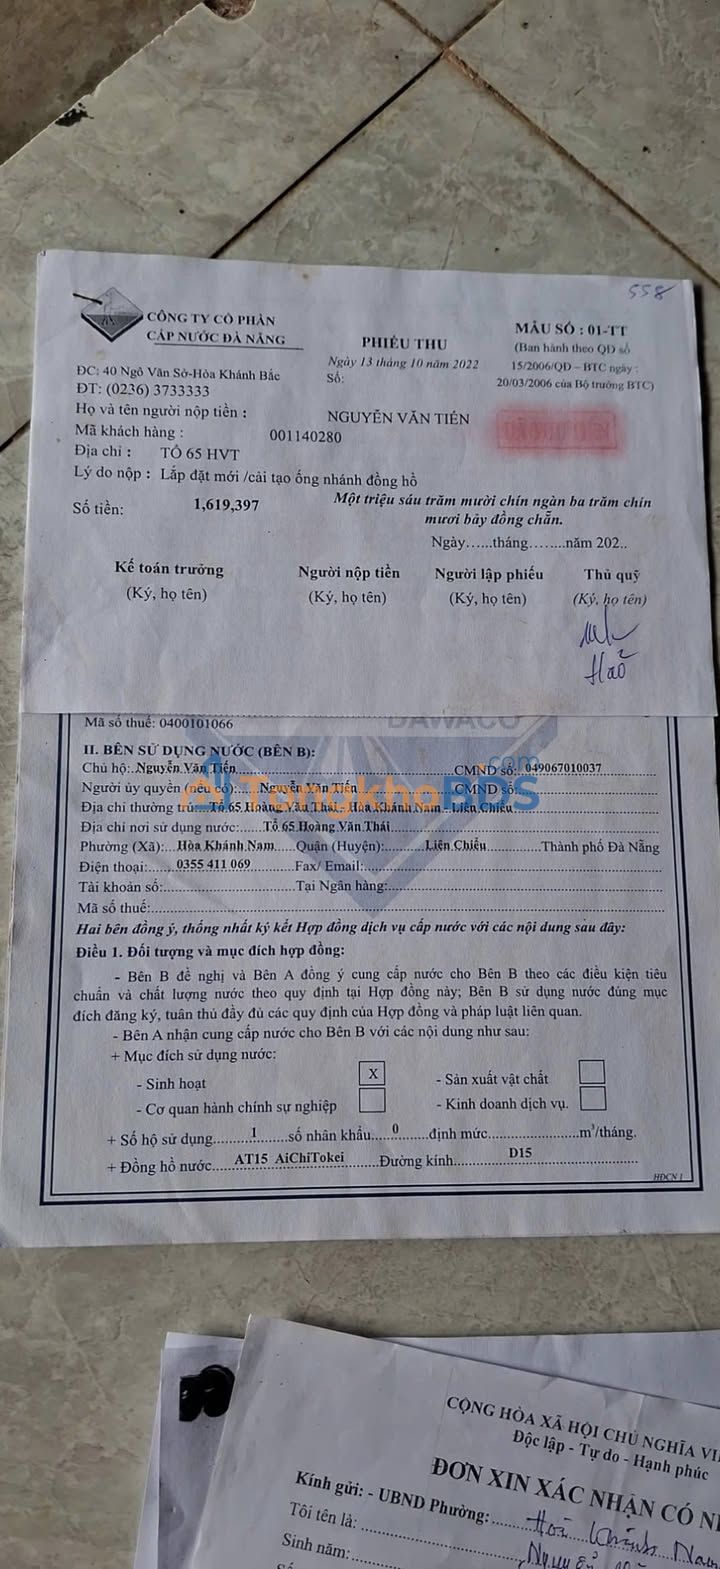 558
CÔNG TY CỔ PHẦN
CẤP NƯỚC ĐÀ NẴNG
PHIẾU THU
MẪU SỐ : 01-TT
Ngày 13 tháng 10 năm 2022
(Ban hành theo QĐ số
Số:
15/2006/QĐ – BTC ngày :
20/03/2006 của Bộ trưởng BTC)
ĐC: 40 Ngô Văn Sở-Hòa Khánh Bắc
ĐT: (0236) 3733333
Họ và tên người nộp tiền : NGUYỄN VĂN TIẾN
Mã khách hàng : 001140280
Địa chỉ : TỔ 65 HVT
Lý do nộp : Lắp đặt mới /cải tạo ống nhánh đồng hồ
Số tiền: 1,619,397 Một triệu sáu trăm mười chín ngàn ba trăm chín
mươi bảy đồng chẵn.
Ngày......tháng........năm 202..
Kế toán trưởng Người nộp tiền Người lập phiếu Thủ quỹ
(Ký, họ tên) (Ký, họ tên) (Ký, họ tên) (Ký, họ tên)
Hảo
DAWACO
Mã số thuế: 0400101066
II. BÊN SỬ DỤNG NƯỚC (BÊN B):
Chủ hộ:..Nguyễn Văn Tiến CMND số: 049067010037
Người ủy quyền (nếu có):.....Nguyễn Văn Tiến CMND số:
Địa chỉ thường trú:...Tổ 65 Hoàng Văn Thái - Hòa Khánh Nam - Liên Chiểu
Địa chỉ nơi sử dụng nước: Tổ 65 Hoàng Văn Thái
Phường (Xã):...Hòa Khánh Nam Quận (Huyện): Liên Chiểu Thành phố Đà Nẵng
Điện thoại: 0355 411 069 Fax/ Email:
Tài khoản số: Tại Ngân hàng:
Mã số thuế:
TongkhoBDS.com
Hai bên đồng ý, thống nhất ký kết Hợp đồng dịch vụ cấp nước với các nội dung sau đây:
Điều 1. Đối tượng và mục đích hợp đồng:
- Bên B đề nghị và Bên A đồng ý cung cấp nước cho Bên B theo các điều kiện tiêu
chuẩn và chất lượng nước theo quy định tại Hợp đồng này; Bên B sử dụng nước đúng mục
đích đăng ký, tuân thủ đầy đủ các quy định của Hợp đồng và pháp luật liên quan.
- Bên A nhận cung cấp nước cho Bên B với các nội dung như sau:
+ Mục đích sử dụng nước:
- Sinh hoạt X - Sản xuất vật chất
- Cơ quan hành chính sự nghiệp - Kinh doanh dịch vụ.
+ Số hộ sử dụng 1 số nhân khẩu 0 định mức m³/tháng.
+ Đồng hồ nước AT15 AiChiTokei Đường kính D15
HĐCN 1
CỘNG HÒA XÃ HỘI CHỦ NGHĨA VI
Độc lập - Tự do - Hạnh phúc
ĐƠN XIN XÁC NHẬN CÓ N
Kính gửi: - UBND Phường: Hòa Khánh Nam
Tôi tên là: Nguyễn
Sinh năm: